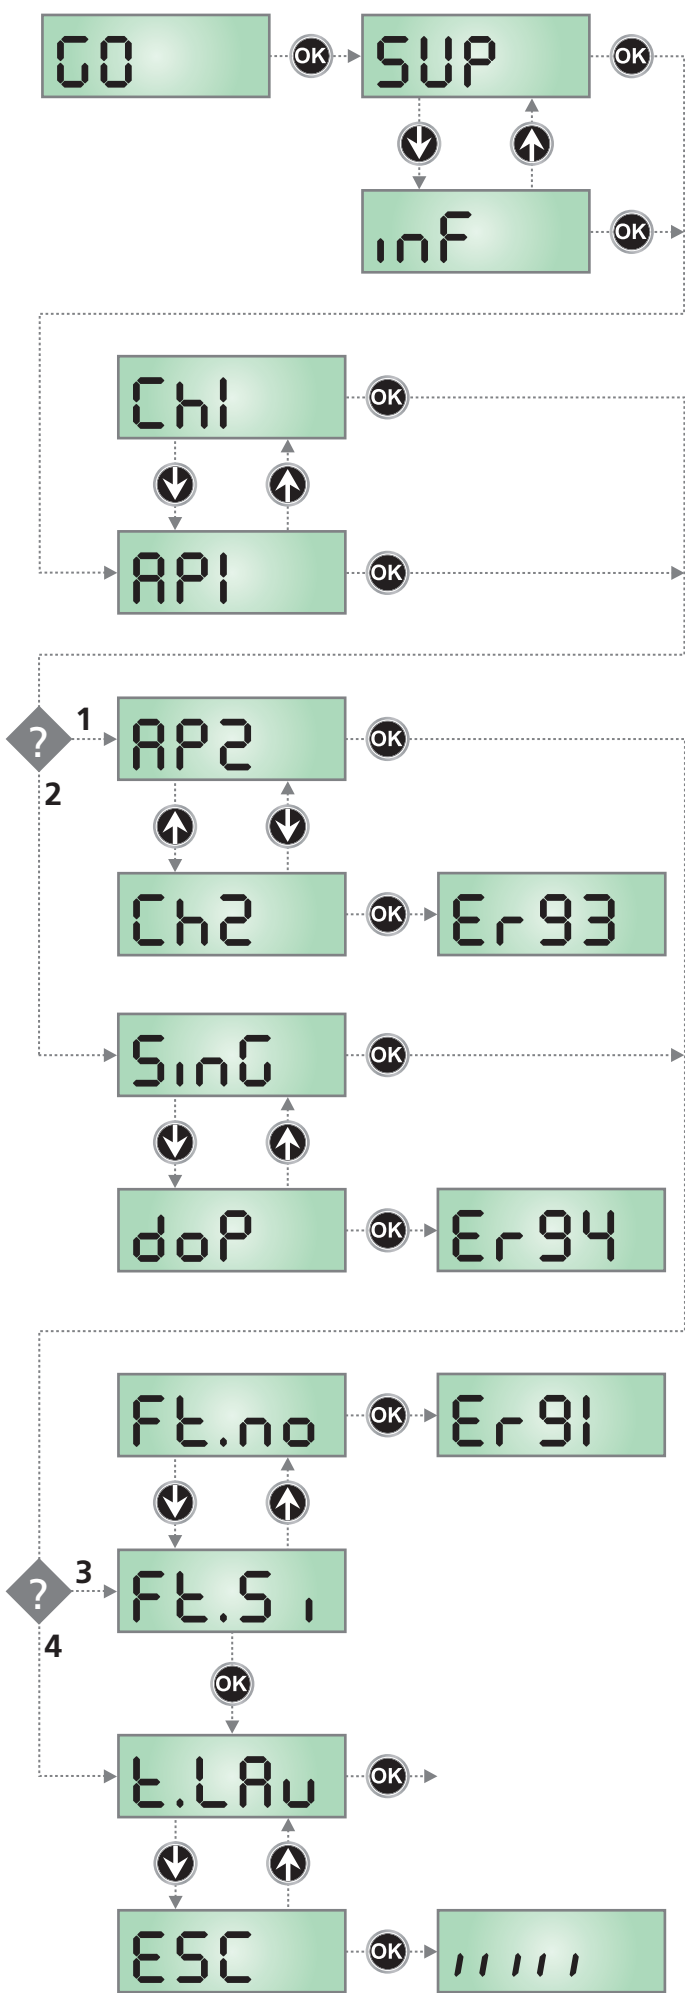 GO OK SUP OK
inF OK
Ch1 OK
AP1 OK
? 1 AP2 OK
2
Ch2 OK Er93
SinG OK
doP OK Er94
Ft.no OK Er91
? 3 Ft.Si
4
OK
t.LAv OK
ESC OK